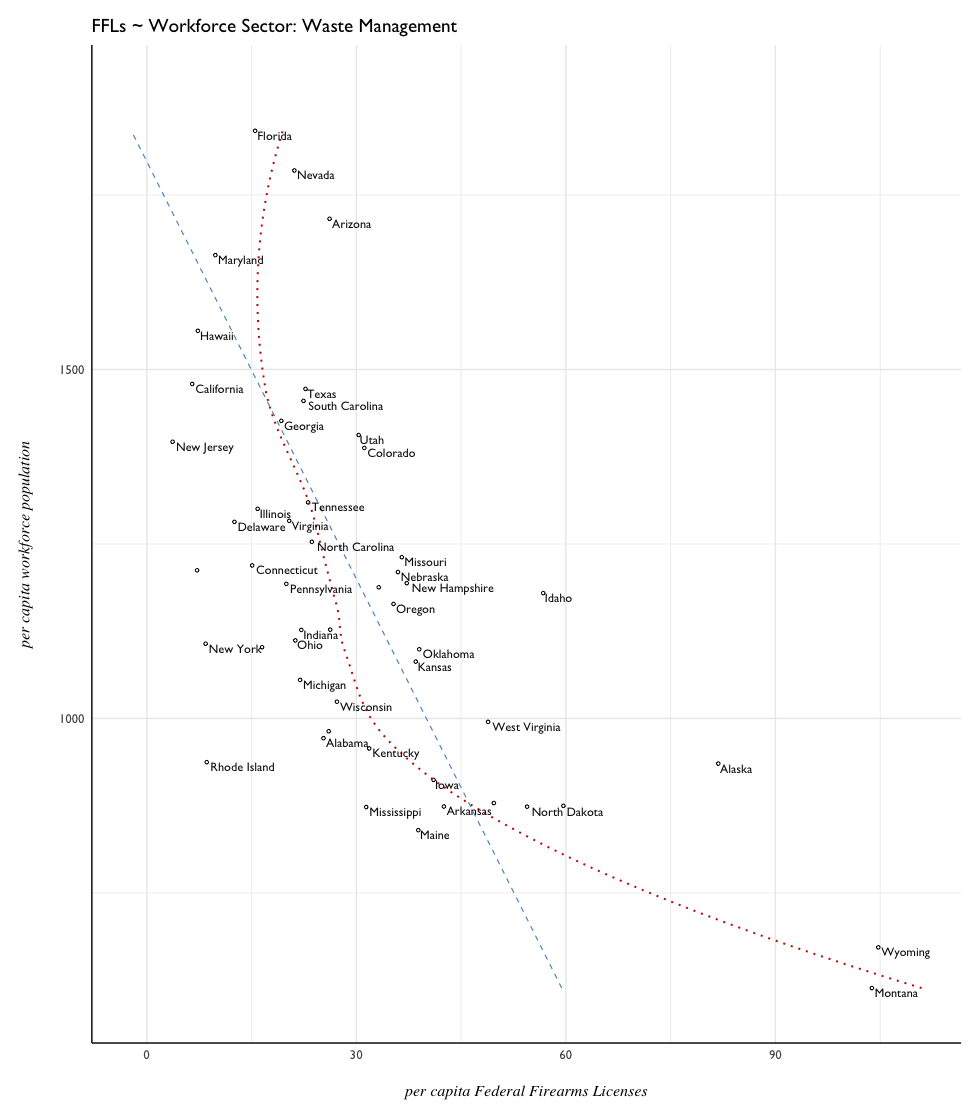 FFLs ~ Workforce Sector: Waste Management
Florida
Nevada
Arizona
Maryland
Hawaii
1500
California
Texas
South Carolina
Georgia
Utah
New Jersey
Colorado
Tennessee
Illinois
Delaware
Virginia
North Carolina
Missouri
Connecticut
Nebraska
Pennsylvania
New Hampshire
Idaho
Oregon
Indiana
Ohio
New York
Oklahoma
Kansas
Michigan
Wisconsin
1000
West Virginia
Alabama
Kentucky
Rhode Island
Alaska
Iowa
Mississippi
Arkansas
North Dakota
Maine
Wyoming
Montana
0
30
60
90
per capita workforce population
per capita Federal Firearms Licenses